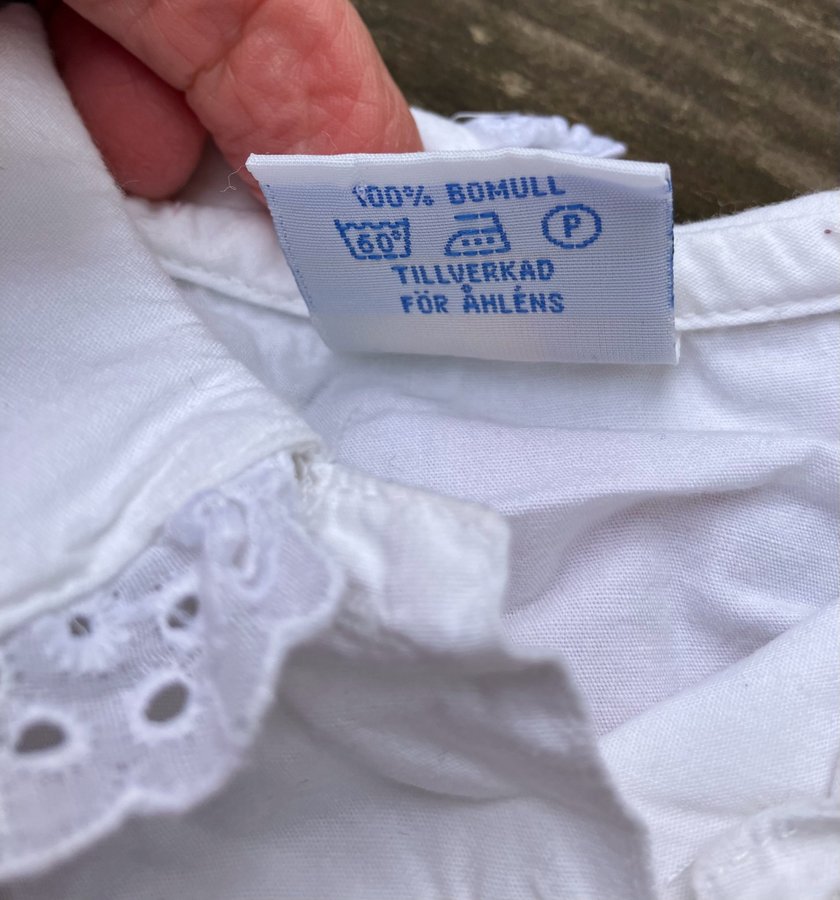 100% BOMULL
60° P
TILLVERKAD
FÖR ÅHLÉNS